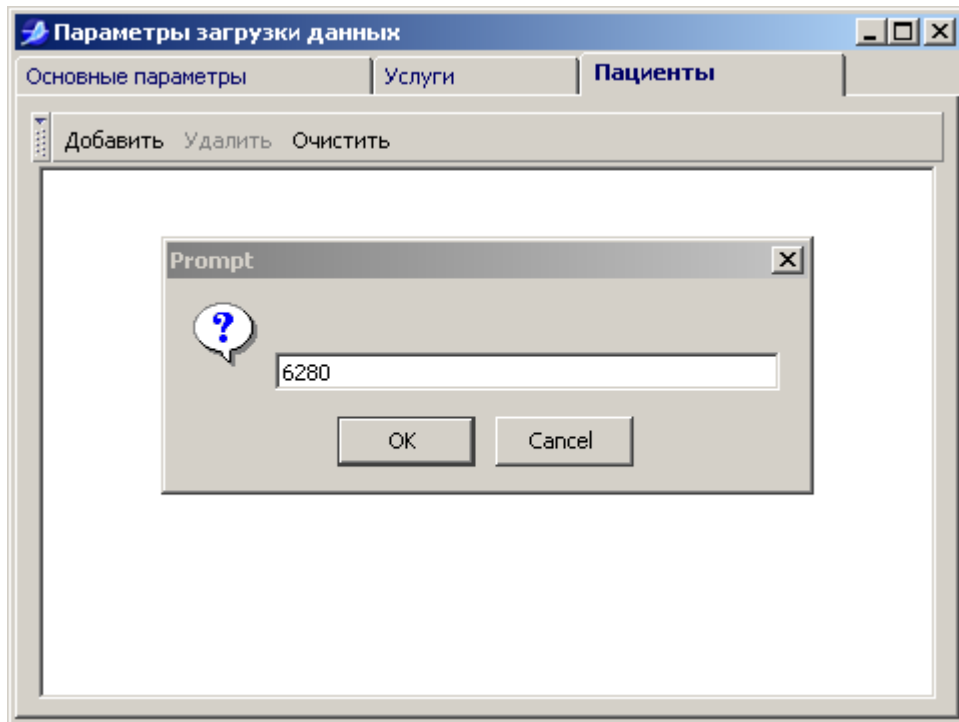 Параметры загрузки данных
Основные параметры Услуги Пациенты
Добавить Удалить Очистить
Prompt
?
6280
OK Cancel